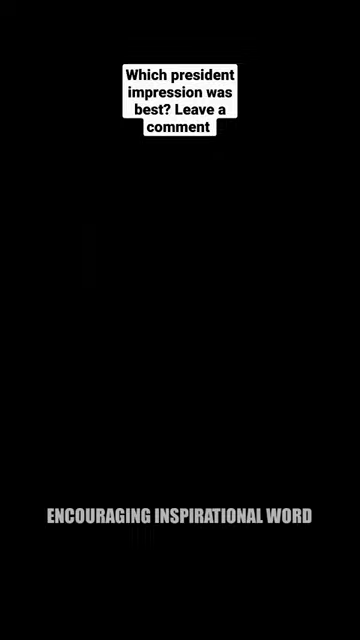 Which president
impression was
best? Leave a
comment
ENCOURAGING INSPIRATIONAL WORD